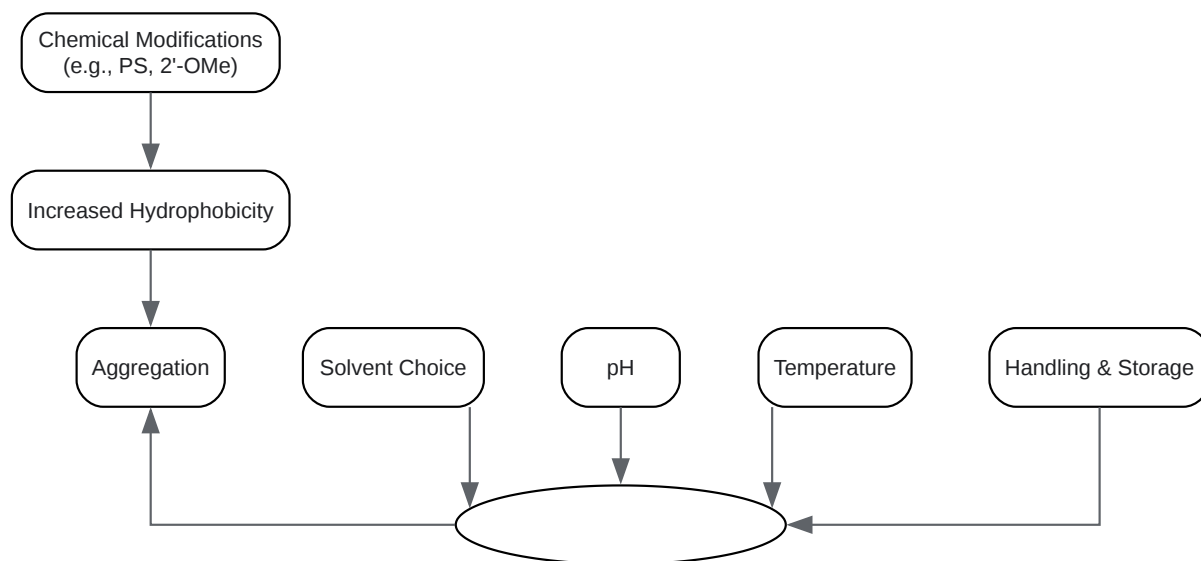 Chemical Modifications
(e.g., PS, 2'-OMe)
Increased Hydrophobicity
Aggregation
Solvent Choice
pH
Temperature
Handling & Storage